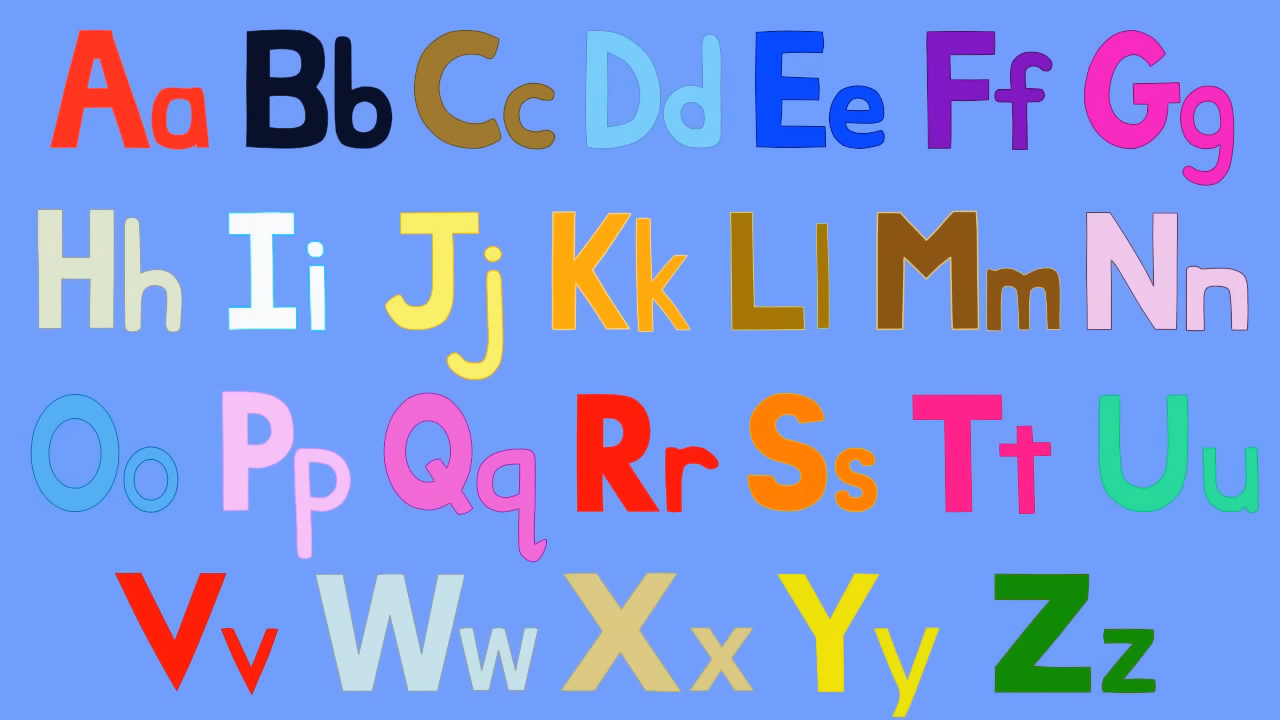 Aa Bb Cc Dd Ee Ff Gg
Hh Ii Jj Kk Ll Mm Nn
Oo Pp Qq Rr Ss Tt Uu
Vv Ww Xx Yy Zz